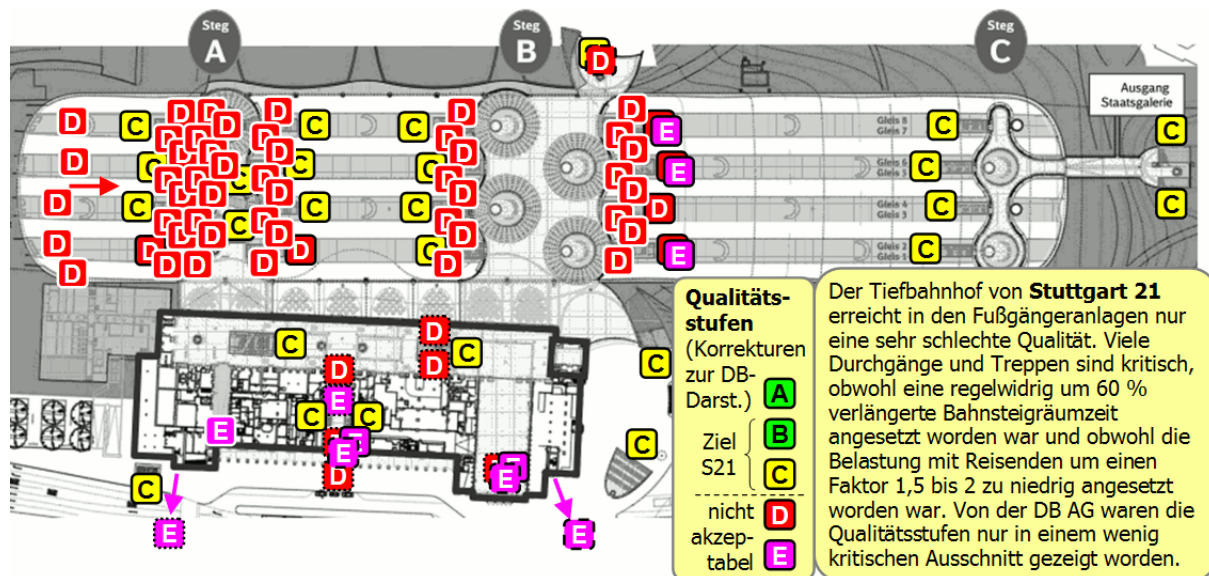 Steg
A
Steg
B
Steg
C
Ausgang
Staatsgalerie
Gleis 8
Gleis 7
Gleis 6
Gleis 5
Gleis 4
Gleis 3
Gleis 2
Gleis 1
D D D D D
C C C C C C C C C C C C C C C C
E E E E E E
Qualitäts-
stufen
(Korrekturen
zur DB-
Darst.)
A
Ziel
S21
B
C
nicht
akzep-
tabel
D
E
Der Tiefbahnhof von Stuttgart 21
erreicht in den Fußgängeranlagen nur
eine sehr schlechte Qualität. Viele
Durchgänge und Treppen sind kritisch,
obwohl eine regelwidrig um 60 %
verlängerte Bahnsteigräumzeit
angesetzt worden war und obwohl die
Belastung mit Reisenden um einen
Faktor 1,5 bis 2 zu niedrig angesetzt
worden war. Von der DB AG waren die
Qualitätsstufen nur in einem wenig
kritischen Ausschnitt gezeigt worden.